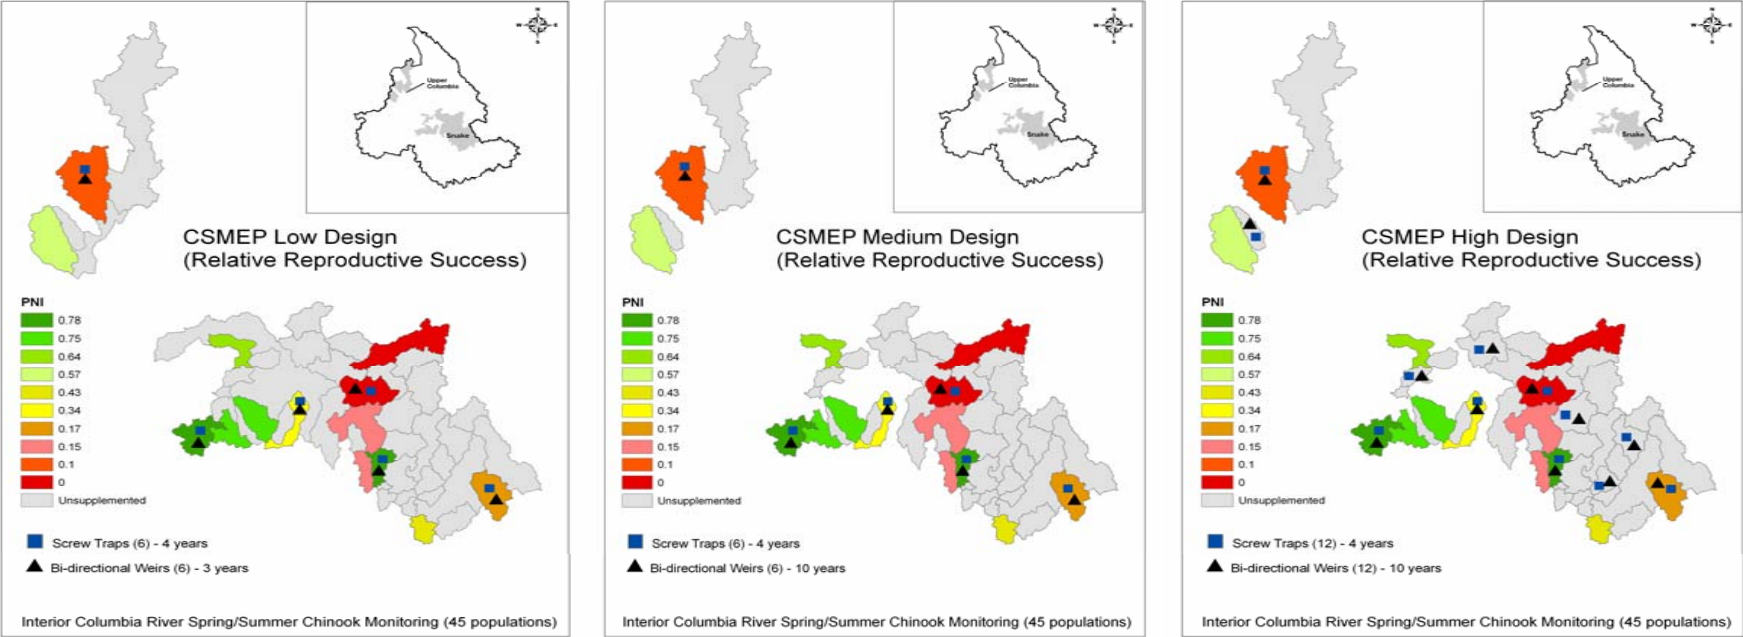 N
W E
S
Upper
Columbia
Snake
CSMEP Low Design
(Relative Reproductive Success)
PNI
0.78
0.75
0.64
0.57
0.43
0.34
0.17
0.15
0.1
0
Unsupplemented
Screw Traps (6) - 4 years
Bi-directional Weirs (6) - 3 years
Interior Columbia River Spring/Summer Chinook Monitoring (45 populations)
N
W E
S
Upper
Columbia
Snake
CSMEP Medium Design
(Relative Reproductive Success)
PNI
0.78
0.75
0.64
0.57
0.43
0.34
0.17
0.15
0.1
0
Unsupplemented
Screw Traps (6) - 4 years
Bi-directional Weirs (6) - 10 years
Interior Columbia River Spring/Summer Chinook Monitoring (45 populations)
N
W E
S
Upper
Columbia
Snake
CSMEP High Design
(Relative Reproductive Success)
PNI
0.78
0.75
0.64
0.57
0.43
0.34
0.17
0.15
0.1
0
Unsupplemented
Screw Traps (12) - 4 years
Bi-directional Weirs (12) - 10 years
Interior Columbia River Spring/Summer Chinook Monitoring (45 populations)